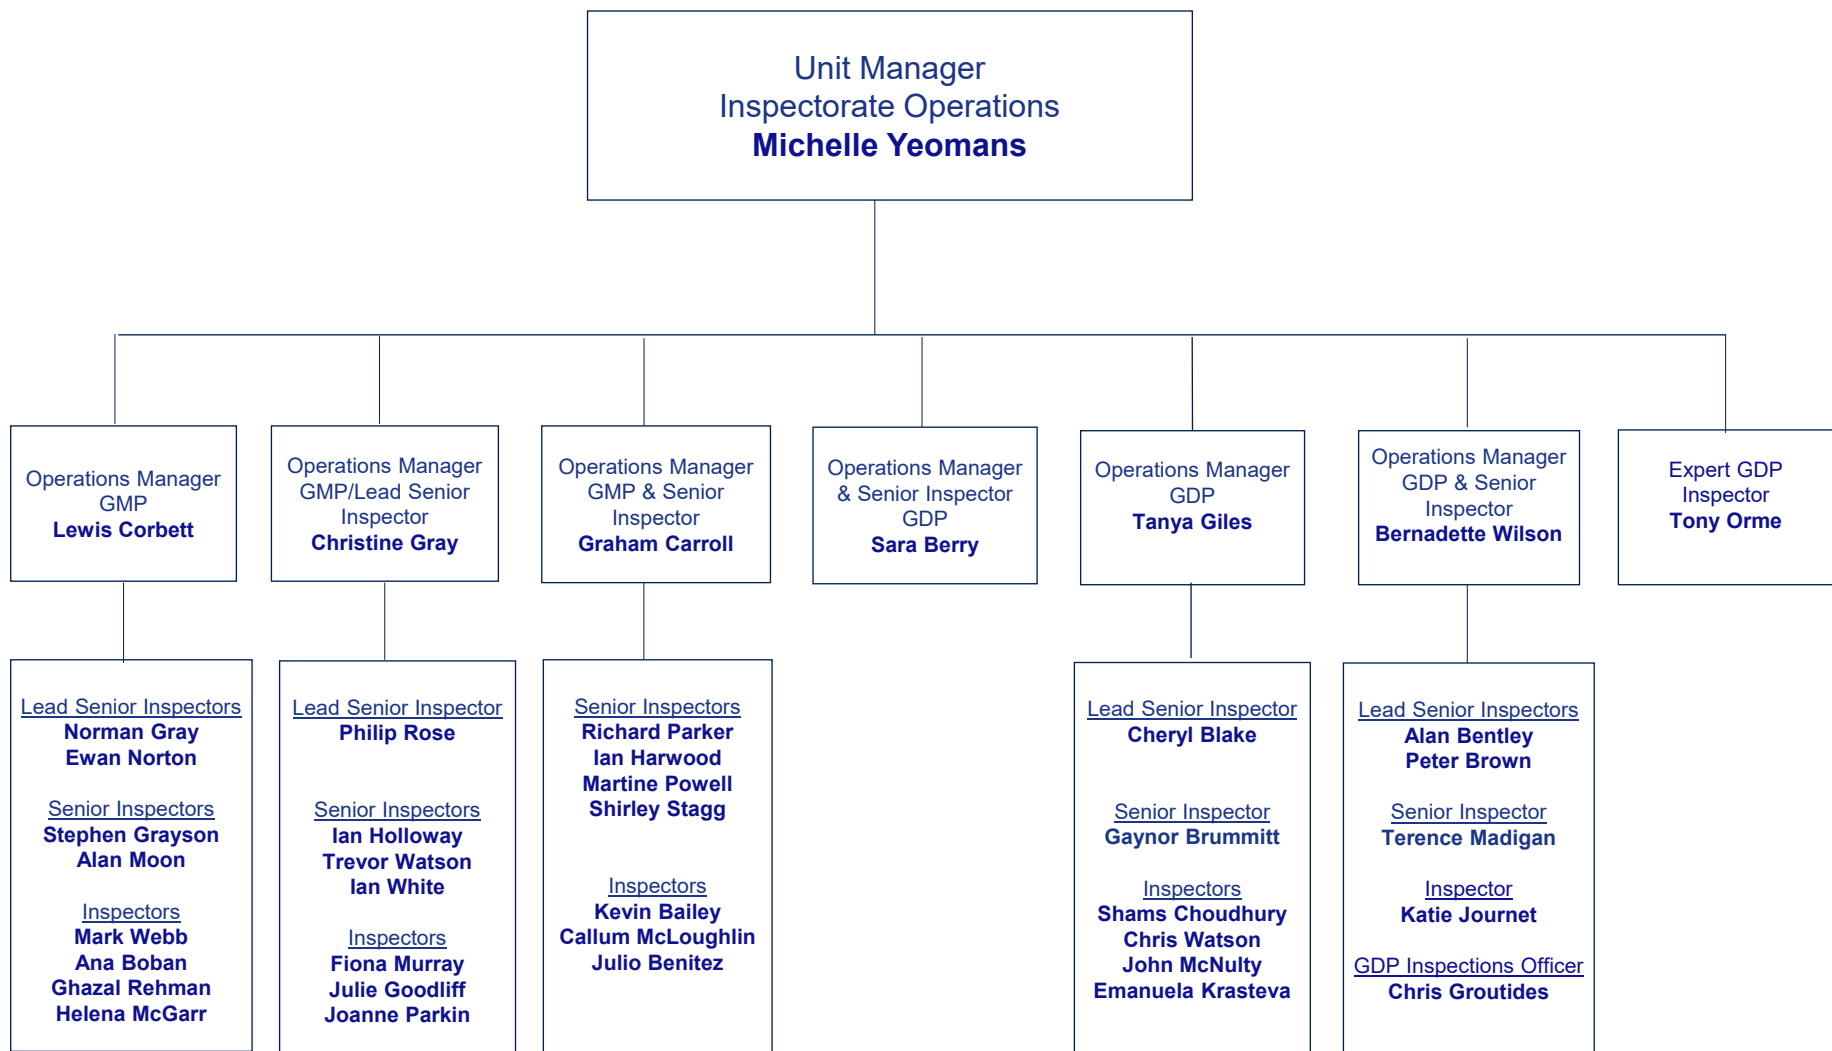 Unit Manager
Inspectorate Operations
Michelle Yeomans
Operations Manager
GMP
Lewis Corbett
Operations Manager
GMP/Lead Senior
Inspector
Christine Gray
Operations Manager
GMP & Senior
Inspector
Graham Carroll
Operations Manager
& Senior Inspector
GDP
Sara Berry
Operations Manager
GDP
Tanya Giles
Operations Manager
GDP & Senior
Inspector
Bernadette Wilson
Expert GDP
Inspector
Tony Orme
Lead Senior Inspectors
Norman Gray
Ewan Norton
Senior Inspectors
Stephen Grayson
Alan Moon
Inspectors
Mark Webb
Ana Boban
Ghazal Rehman
Helena McGarr
Lead Senior Inspector
Philip Rose
Senior Inspectors
Ian Holloway
Trevor Watson
Ian White
Inspectors
Fiona Murray
Julie Goodliff
Joanne Parkin
Senior Inspectors
Richard Parker
Ian Harwood
Martine Powell
Shirley Stagg
Inspectors
Kevin Bailey
Callum McLoughlin
Julio Benitez
Lead Senior Inspector
Cheryl Blake
Senior Inspector
Gaynor Brummitt
Inspectors
Shams Choudhury
Chris Watson
John McNulty
Emanuela Krasteva
Lead Senior Inspectors
Alan Bentley
Peter Brown
Senior Inspector
Terence Madigan
Inspector
Katie Journet
GDP Inspections Officer
Chris Groutides